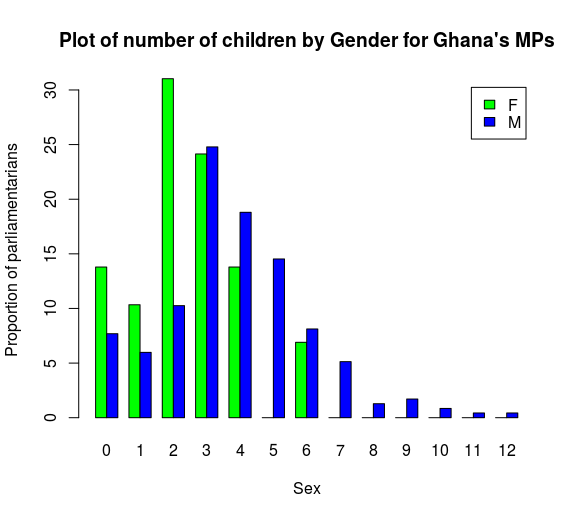 Plot of number of children by Gender for Ghana's MPs
F
M
Proportion of parliamentarians
30
25
20
15
10
5
0
0 1 2 3 4 5 6 7 8 9 10 11 12
Sex